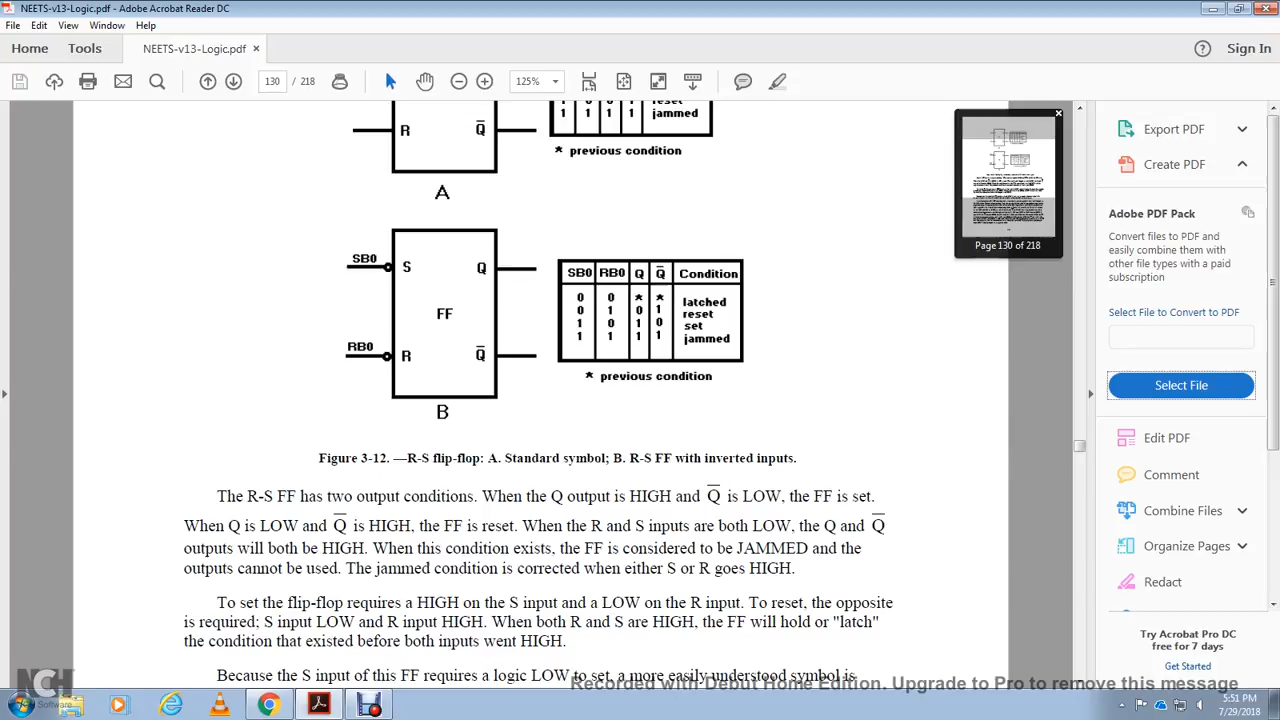 NEETS-v13-Logic.pdf - Adobe Acrobat Reader DC
File Edit View Window Help
Home Tools NEETS-v13-Logic.pdf × Sign In
130 / 218 125%
R Q̅
1 0 1 1 reset
1 1 1 1 jammed
* previous condition
A
SB0 S Q
FF
RB0 R Q̅
B
SB0 RB0 Q Q̅ Condition
0 0 * * latched
0 1 0 1 reset
1 0 1 0 set
1 1 1 1 jammed
* previous condition
Figure 3-12. —R-S flip-flop: A. Standard symbol; B. R-S FF with inverted inputs.
The R-S FF has two output conditions. When the Q output is HIGH and Q̅ is LOW, the FF is set.
When Q is LOW and Q̅ is HIGH, the FF is reset. When the R and S inputs are both LOW, the Q and Q̅
outputs will both be HIGH. When this condition exists, the FF is considered to be JAMMED and the
outputs cannot be used. The jammed condition is corrected when either S or R goes HIGH.
To set the flip-flop requires a HIGH on the S input and a LOW on the R input. To reset, the opposite
is required; S input LOW and R input HIGH. When both R and S are HIGH, the FF will hold or "latch"
the condition that existed before both inputs went HIGH.
Because the S input of this FF requires a logic LOW to set, a more easily understood symbol is
Page 130 of 218
Export PDF
Create PDF
Adobe PDF Pack
Convert files to PDF and
easily combine them with
other file types with a paid
subscription
Select File to Convert to PDF
Select File
Edit PDF
Comment
Combine Files
Organize Pages
Redact
Try Acrobat Pro DC
free for 7 days
Get Started
NCH
Software
Recorded with Debut Home Edition. Upgrade to Pro to remove this message
5:51 PM
7/29/2018